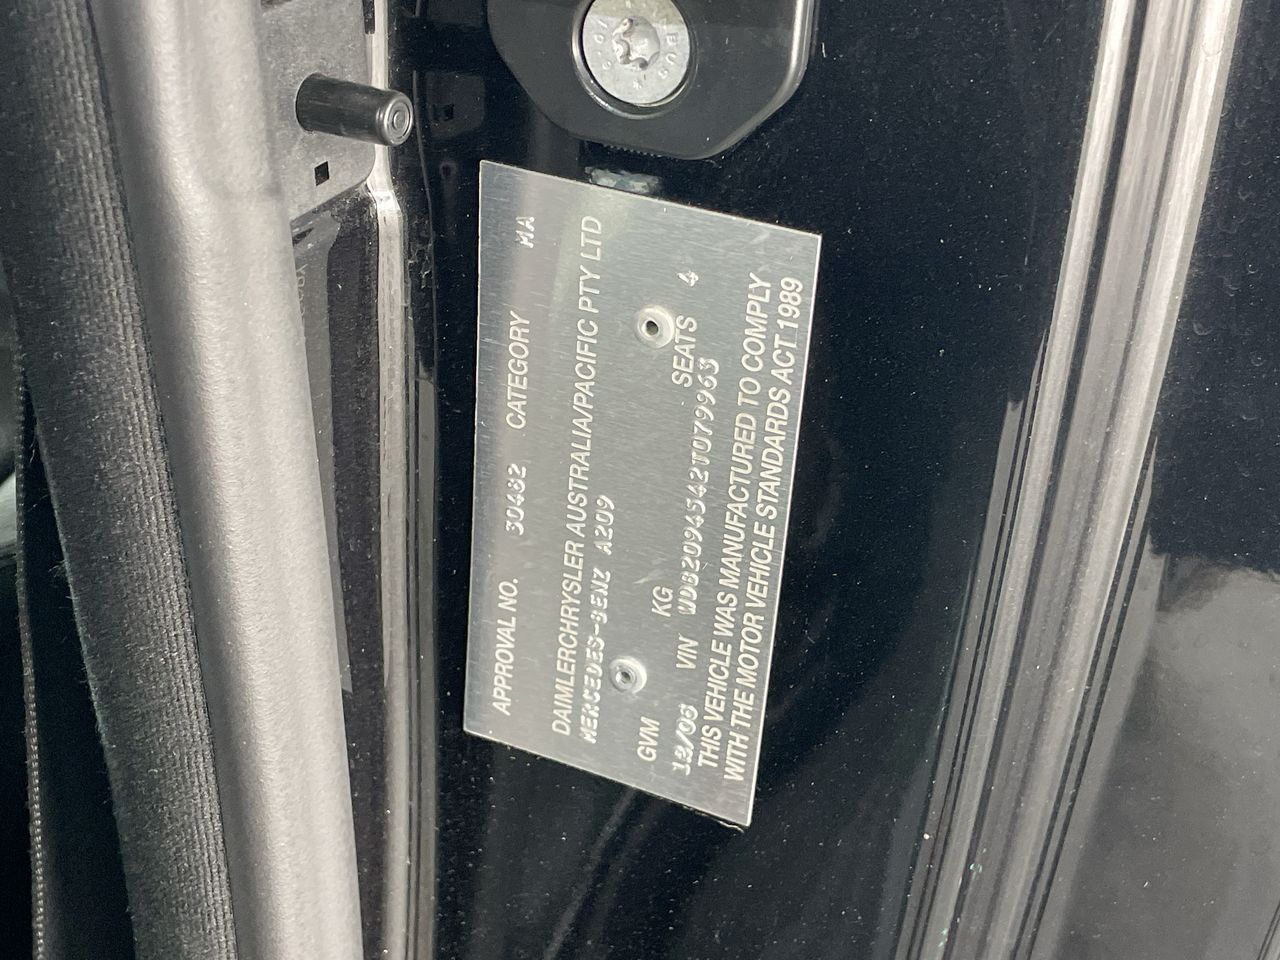 APPROVAL NO. 30482 CATEGORY MA
DAIMLERCHRYSLER AUSTRALIA/PACIFIC PTY LTD
MERCEDES-BENZ A209
GVM KG SEATS 4
12/06 VIN WDB2094542T079963
THIS VEHICLE WAS MANUFACTURED TO COMPLY
WITH THE MOTOR VEHICLE STANDARDS ACT 1989